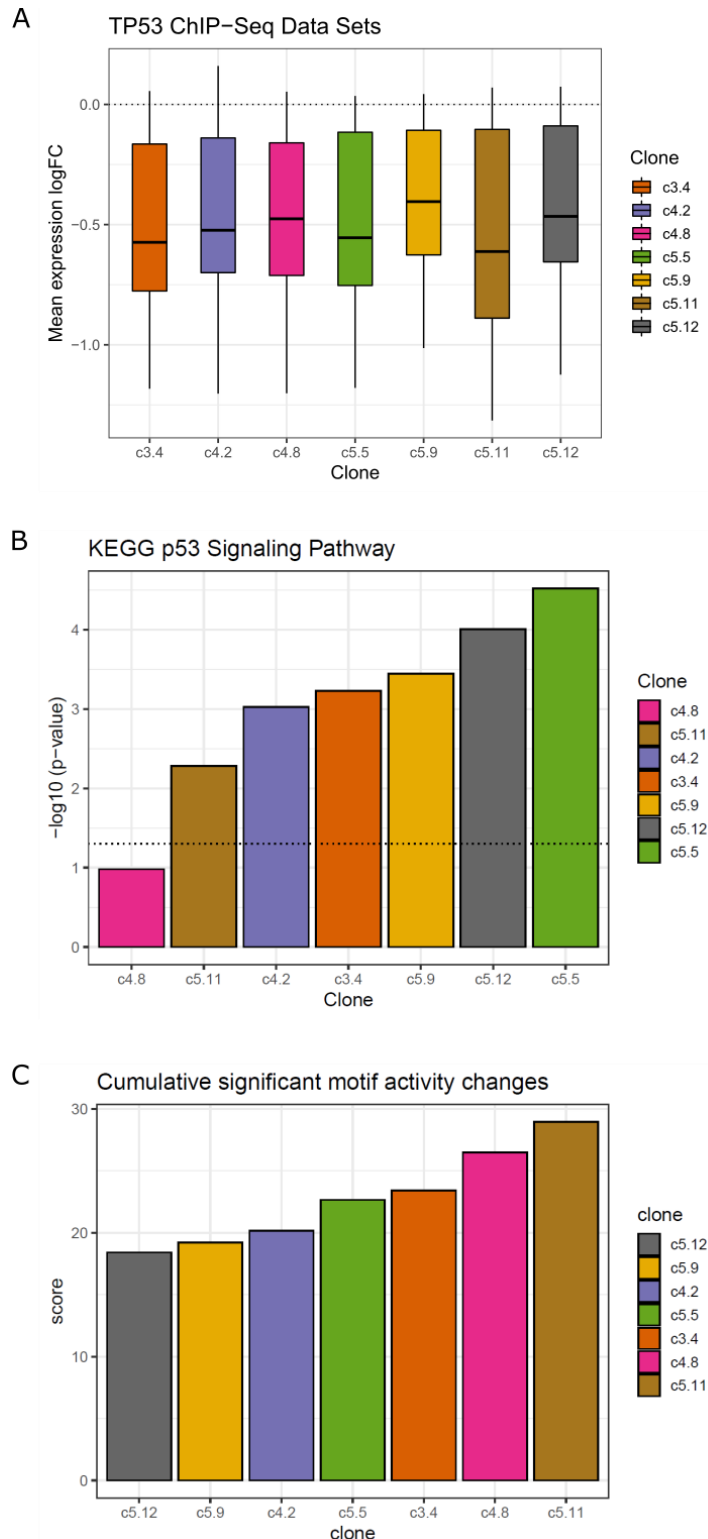 A
TP53 ChIP−Seq Data Sets
0.0
−0.5
−1.0
Mean expression logFC
c3.4
c4.2
c4.8
c5.5
c5.9
c5.11
c5.12
Clone
Clone
c3.4
c4.2
c4.8
c5.5
c5.9
c5.11
c5.12
B
KEGG p53 Signaling Pathway
4
3
2
1
0
−log10 (p−value)
c4.8
c5.11
c4.2
c3.4
c5.9
c5.12
c5.5
Clone
Clone
c4.8
c5.11
c4.2
c3.4
c5.9
c5.12
c5.5
C
Cumulative significant motif activity changes
30
20
10
0
score
c5.12
c5.9
c4.2
c5.5
c3.4
c4.8
c5.11
clone
clone
c5.12
c5.9
c4.2
c5.5
c3.4
c4.8
c5.11